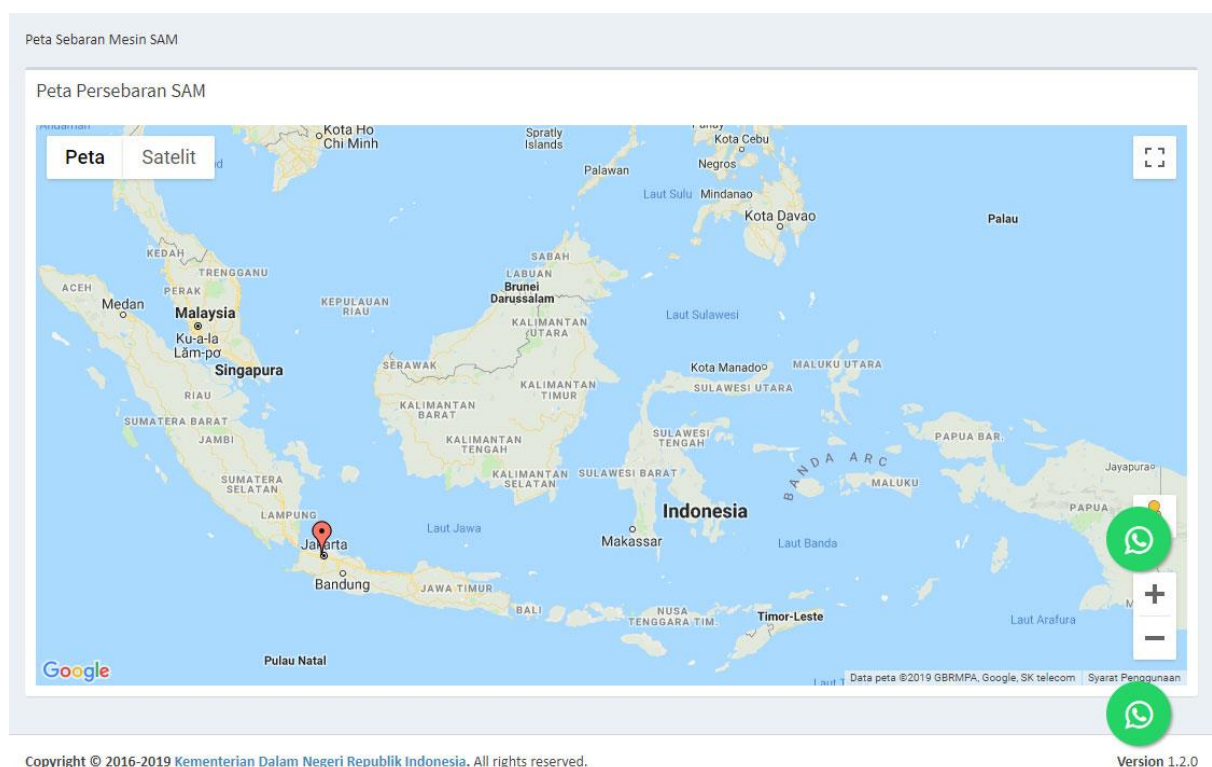 Peta Sebaran Mesin SAM
Peta Persebaran SAM
Peta Satelit
Kota Ho
Chi Minh
Spratly
Islands
Kota Cebu
Palawan
Negros
Laut Sulu
Mindanao
Kota Davao
Palau
KEDAH
TRENGGANU
SABAH
LABUAN
Brunei
Darussalam
ACEH
Medan
PERAK
Malaysia
Ku-a-la
Lăm-pơ
KEPULAUAN
RIAU
KALIMANTAN
UTARA
Laut Sulawesi
Singapura
SERAWAK
Kota Manado
MALUKU UTARA
RIAU
KALIMANTAN
TIMUR
SULAWESI UTARA
SUMATERA BARAT
KALIMANTAN
BARAT
JAMBI
KALIMANTAN
TENGAH
SULAWESI
TENGAH
BANDA ARC
PAPUA BAR.
SUMATERA
SELATAN
KALIMANTAN
SELATAN
SULAWESI BARAT
MALUKU
Jayapura
LAMPUNG
Indonesia
PAPUA
Jakarta
Laut Jawa
Makassar
Laut Banda
Bandung
JAWA TIMUR
BALI
NUSA
TENGGARA TIM.
Timor-Leste
Laut Arafura
Pulau Natal
Google
Data peta ©2019 GBRMPA, Google, SK telecom Syarat Penggunaan
Copyright © 2016-2019 Kementerian Dalam Negeri Republik Indonesia. All rights reserved.
Version 1.2.0